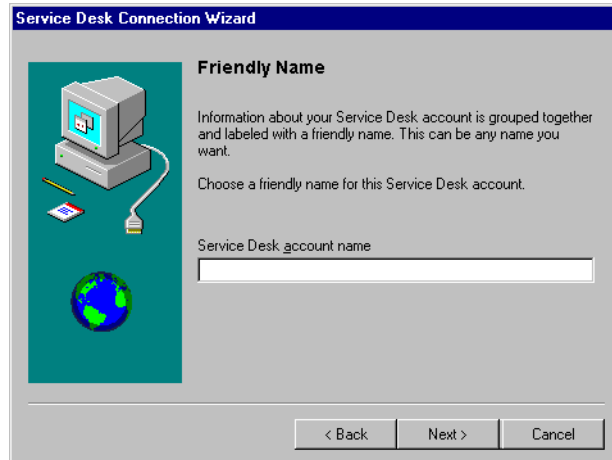 Service Desk Connection Wizard
Friendly Name
Information about your Service Desk account is grouped together
and labeled with a friendly name. This can be any name you
want.
Choose a friendly name for this Service Desk account.
Service Desk account name
< Back
Next >
Cancel